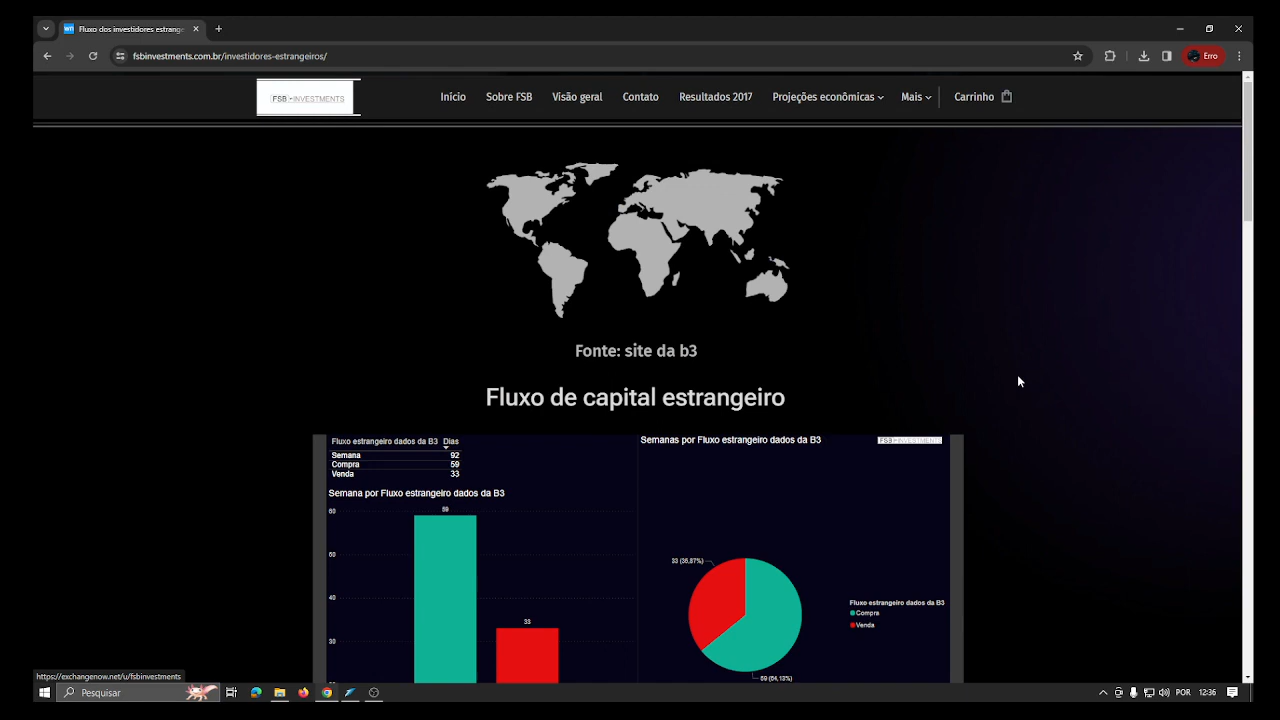 Fluxo dos investidores estrange
fsbinvestments.com.br/investidores-estrangeiros/
Erro
FSB - INVESTMENTS
Início Sobre FSB Visão geral Contato Resultados 2017 Projeções econômicas Mais Carrinho
Fonte: site da b3
Fluxo de capital estrangeiro
Fluxo estrangeiro dados da B3 Dias
Semana 92
Compra 59
Venda 33
Semana por Fluxo estrangeiro dados da B3
60
50
40
30
59
33
Semanas por Fluxo estrangeiro dados da B3
FSB - INVESTMENTS
33 (35,87%)
59 (64,13%)
Fluxo estrangeiro dados da B3
Compra
Venda
https://exchangenow.net/u/fsbinvestments
Pesquisar
POR 12:36